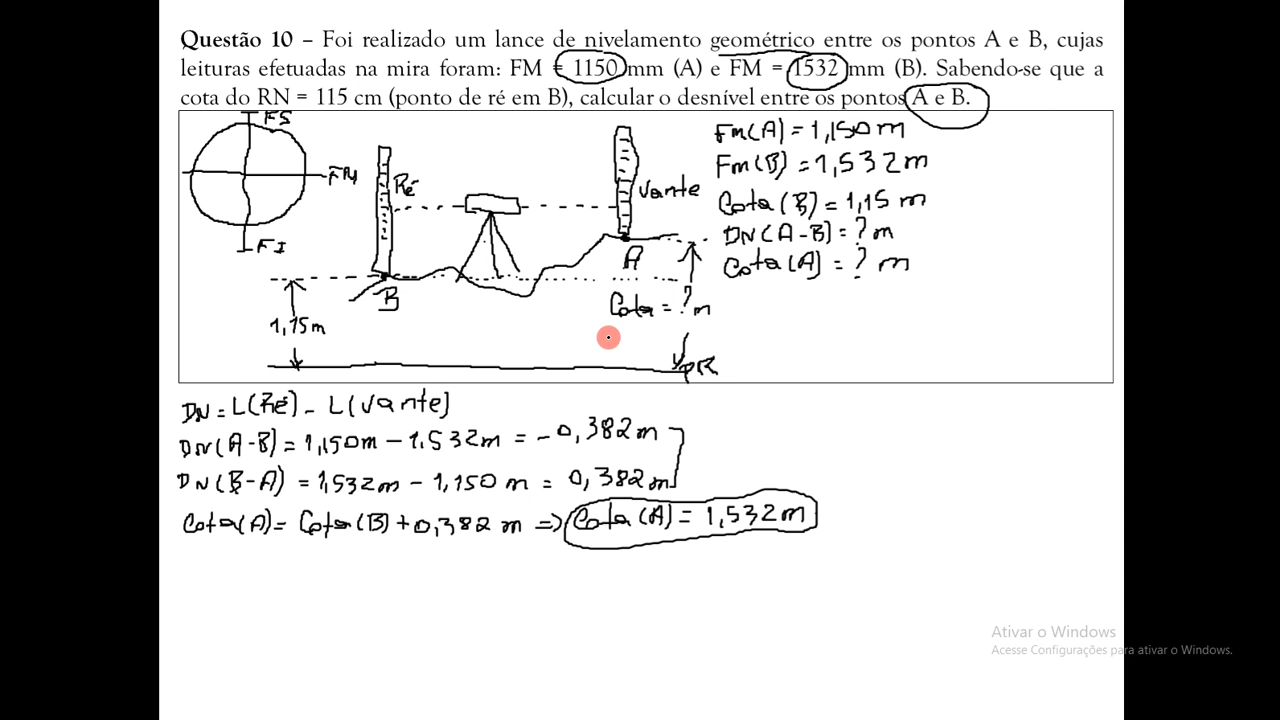 Questão 10 – Foi realizado um lance de nivelamento geométrico entre os pontos A e B, cujas
leituras efetuadas na mira foram: FM = 1150 mm (A) e FM = 1532 mm (B). Sabendo-se que a
cota do RN = 115 cm (ponto de ré em B), calcular o desnível entre os pontos A e B.
FS
FM
FI
Ré
Vante
A
B
Cota = ? m
1,15 m
PR
FM(A) = 1,150 m
FM(B) = 1,532 m
Cota (B) = 1,15 m
DN(A-B) = ? m
Cota(A) = ? m
DN = L(Ré) - L(Vante)
DN(A-B) = 1,150m - 1,532m = -0,382m
DN(B-A) = 1,532m - 1,150 m = 0,382m
Cota(A) = Cota(B) + 0,382 m => Cota(A) = 1,532m
Ativar o Windows
Acesse Configurações para ativar o Windows.